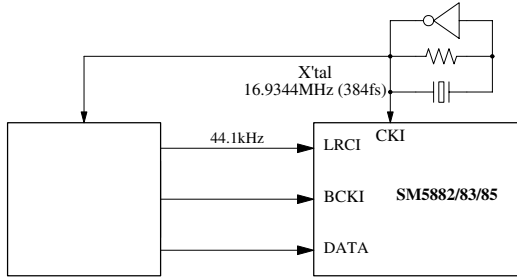 X'tal
16.9344MHz (384fs)
CKI
44.1kHz
LRCI
BCKI
SM5882/83/85
DATA